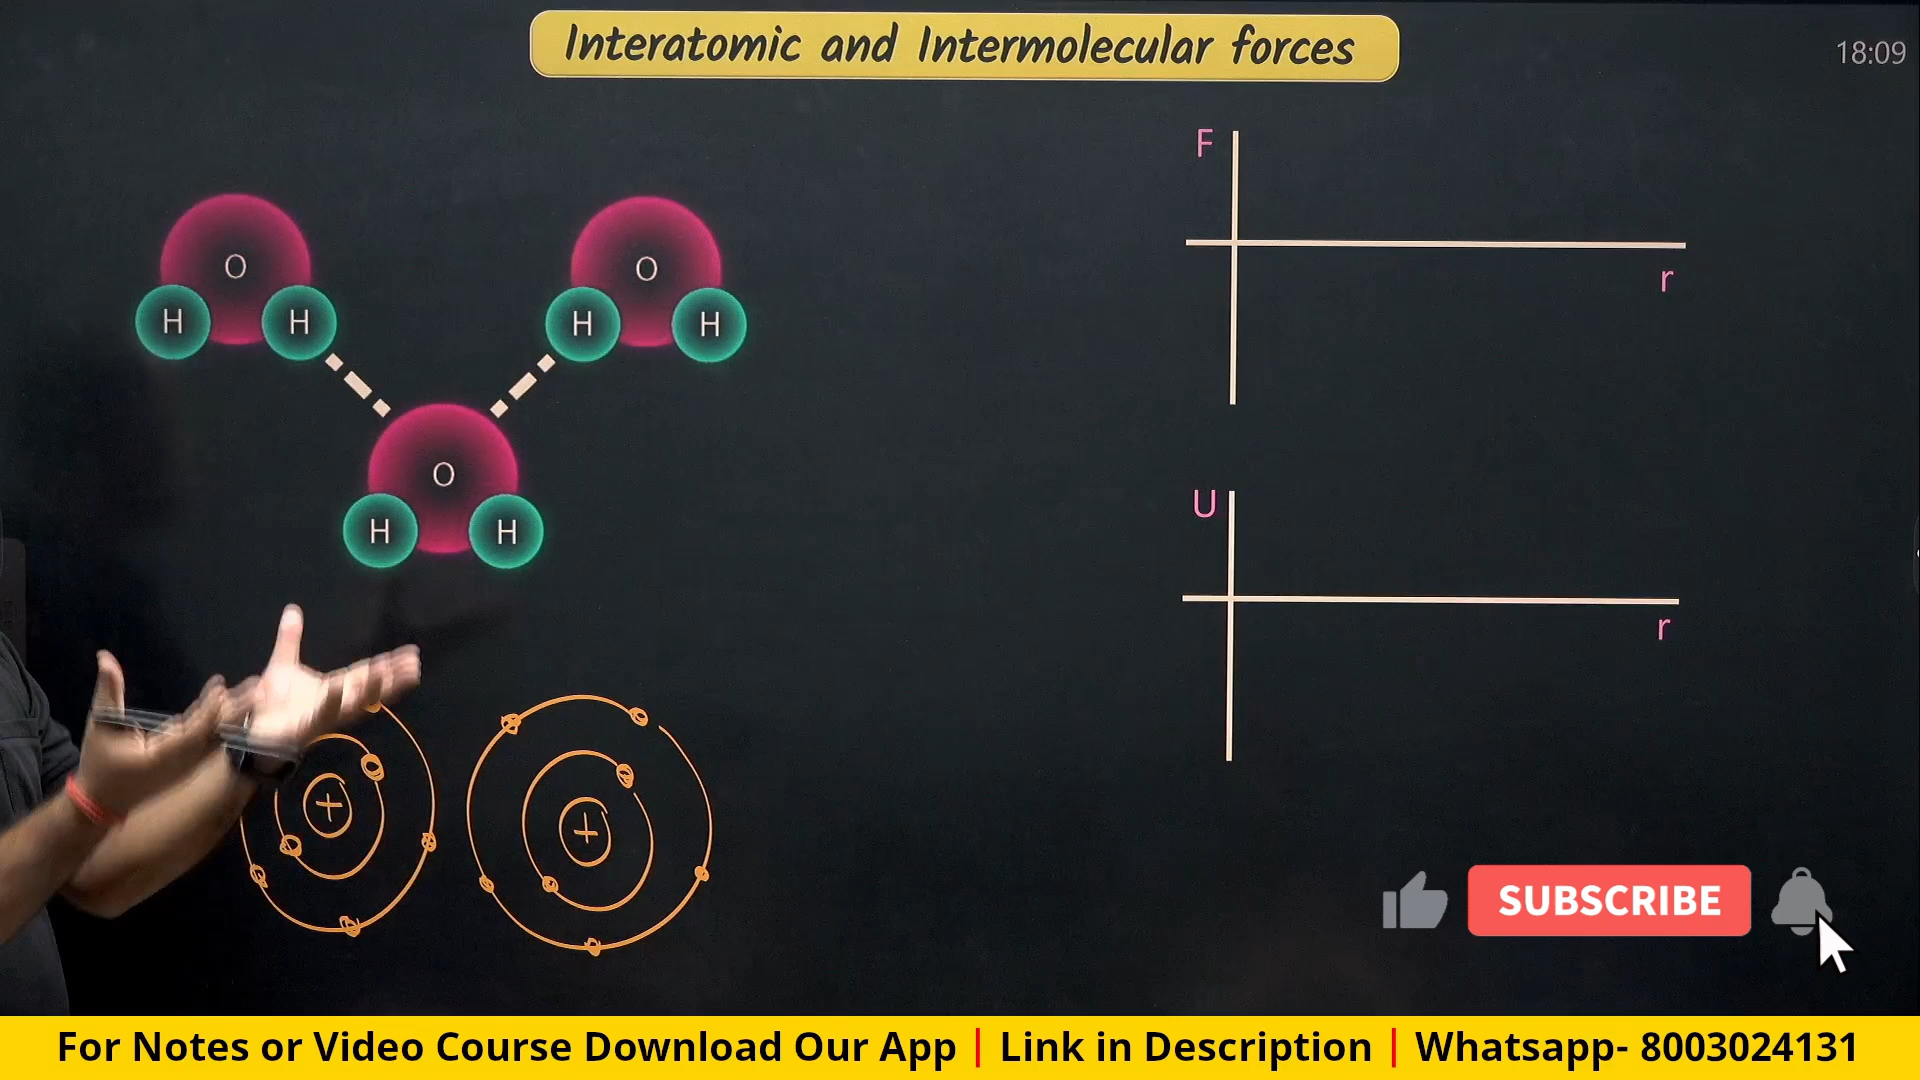 Interatomic and Intermolecular forces
18:09
F
r
O
H H
O
H H
O
H H
U
r
+
+
SUBSCRIBE
For Notes or Video Course Download Our App | Link in Description | Whatsapp- 8003024131